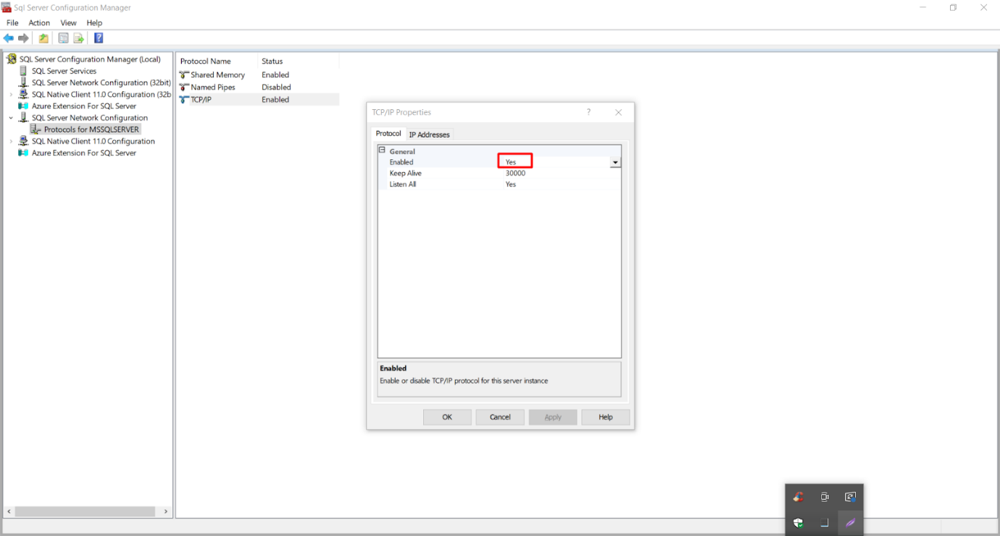 Sql Server Configuration Manager
File Action View Help
SQL Server Configuration Manager (Local)
SQL Server Services
SQL Server Network Configuration (32bit)
SQL Native Client 11.0 Configuration (32b
Azure Extension For SQL Server
SQL Server Network Configuration
Protocols for MSSQLSERVER
SQL Native Client 11.0 Configuration
Azure Extension For SQL Server
Protocol Name Status
Shared Memory Enabled
Named Pipes Disabled
TCP/IP Enabled
TCP/IP Properties
Protocol IP Addresses
General
Enabled Yes
Keep Alive 30000
Listen All Yes
Enabled
Enable or disable TCP/IP protocol for this server instance
OK Cancel Apply Help